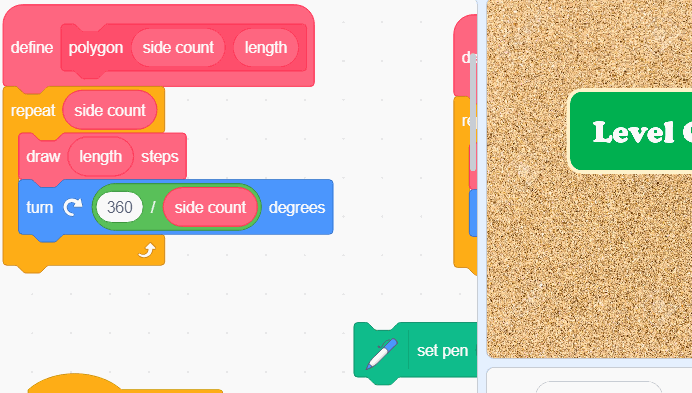 define polygon side count length
repeat side count
draw length steps
turn 360 / side count degrees
set pen
Level